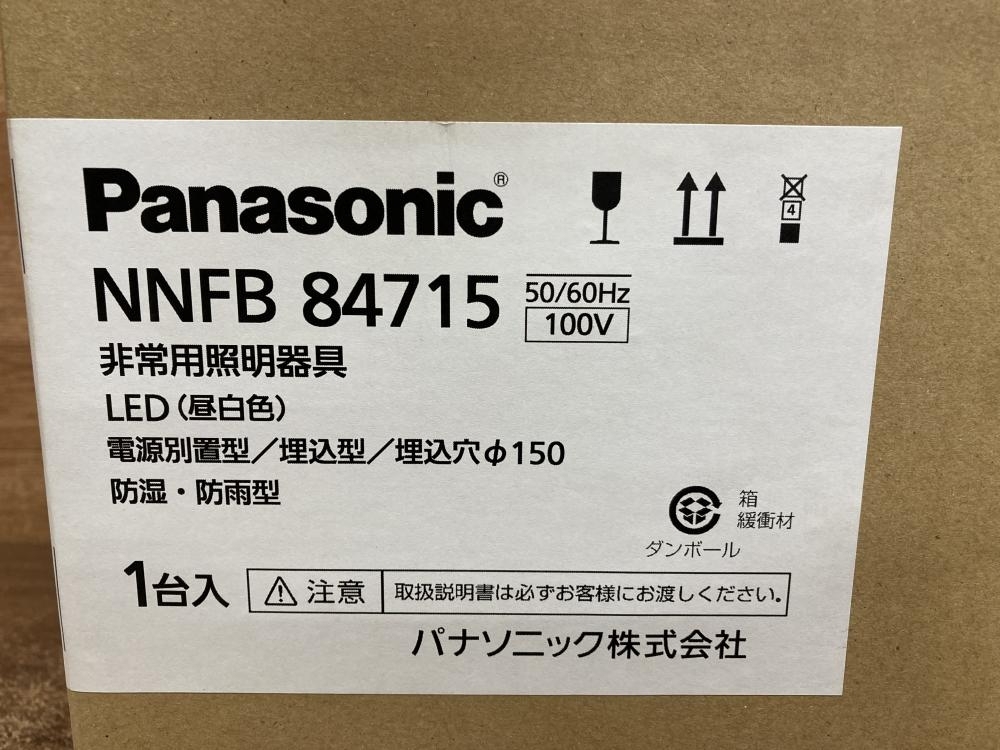 Panasonic®
4
NNFB 84715
50/60Hz
100V
非常用照明器具
LED（昼白色）
電源別置型／埋込型／埋込穴φ150
防湿・防雨型
箱
緩衝材
ダンボール
1台入
注意
取扱説明書は必ずお客様にお渡しください。
パナソニック株式会社